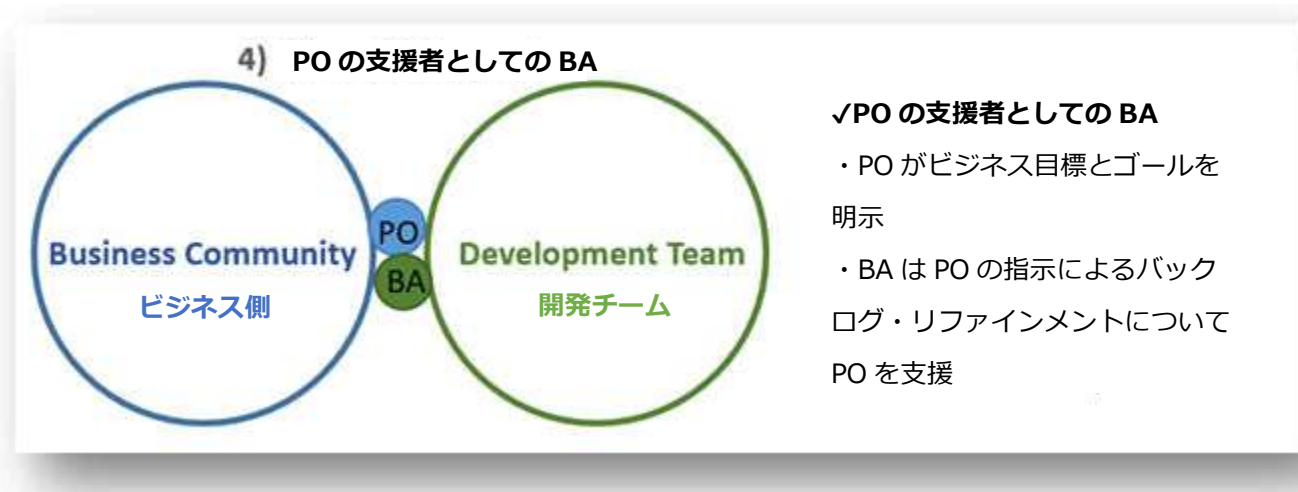 4) PO の支援者としての BA
Business Community
ビジネス側
PO
BA
Development Team
開発チーム
✓PO の支援者としての BA
・PO がビジネス目標とゴールを
明示
・BA は PO の指示によるバック
ログ・リファインメントについて
PO を支援